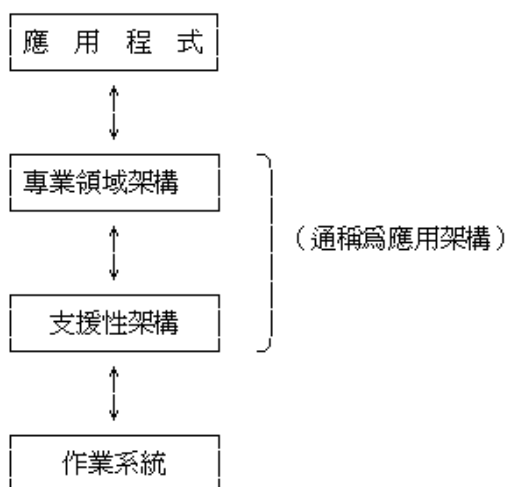 應用程式
專業領域架構
（通稱爲應用架構）
支援性架構
作業系統